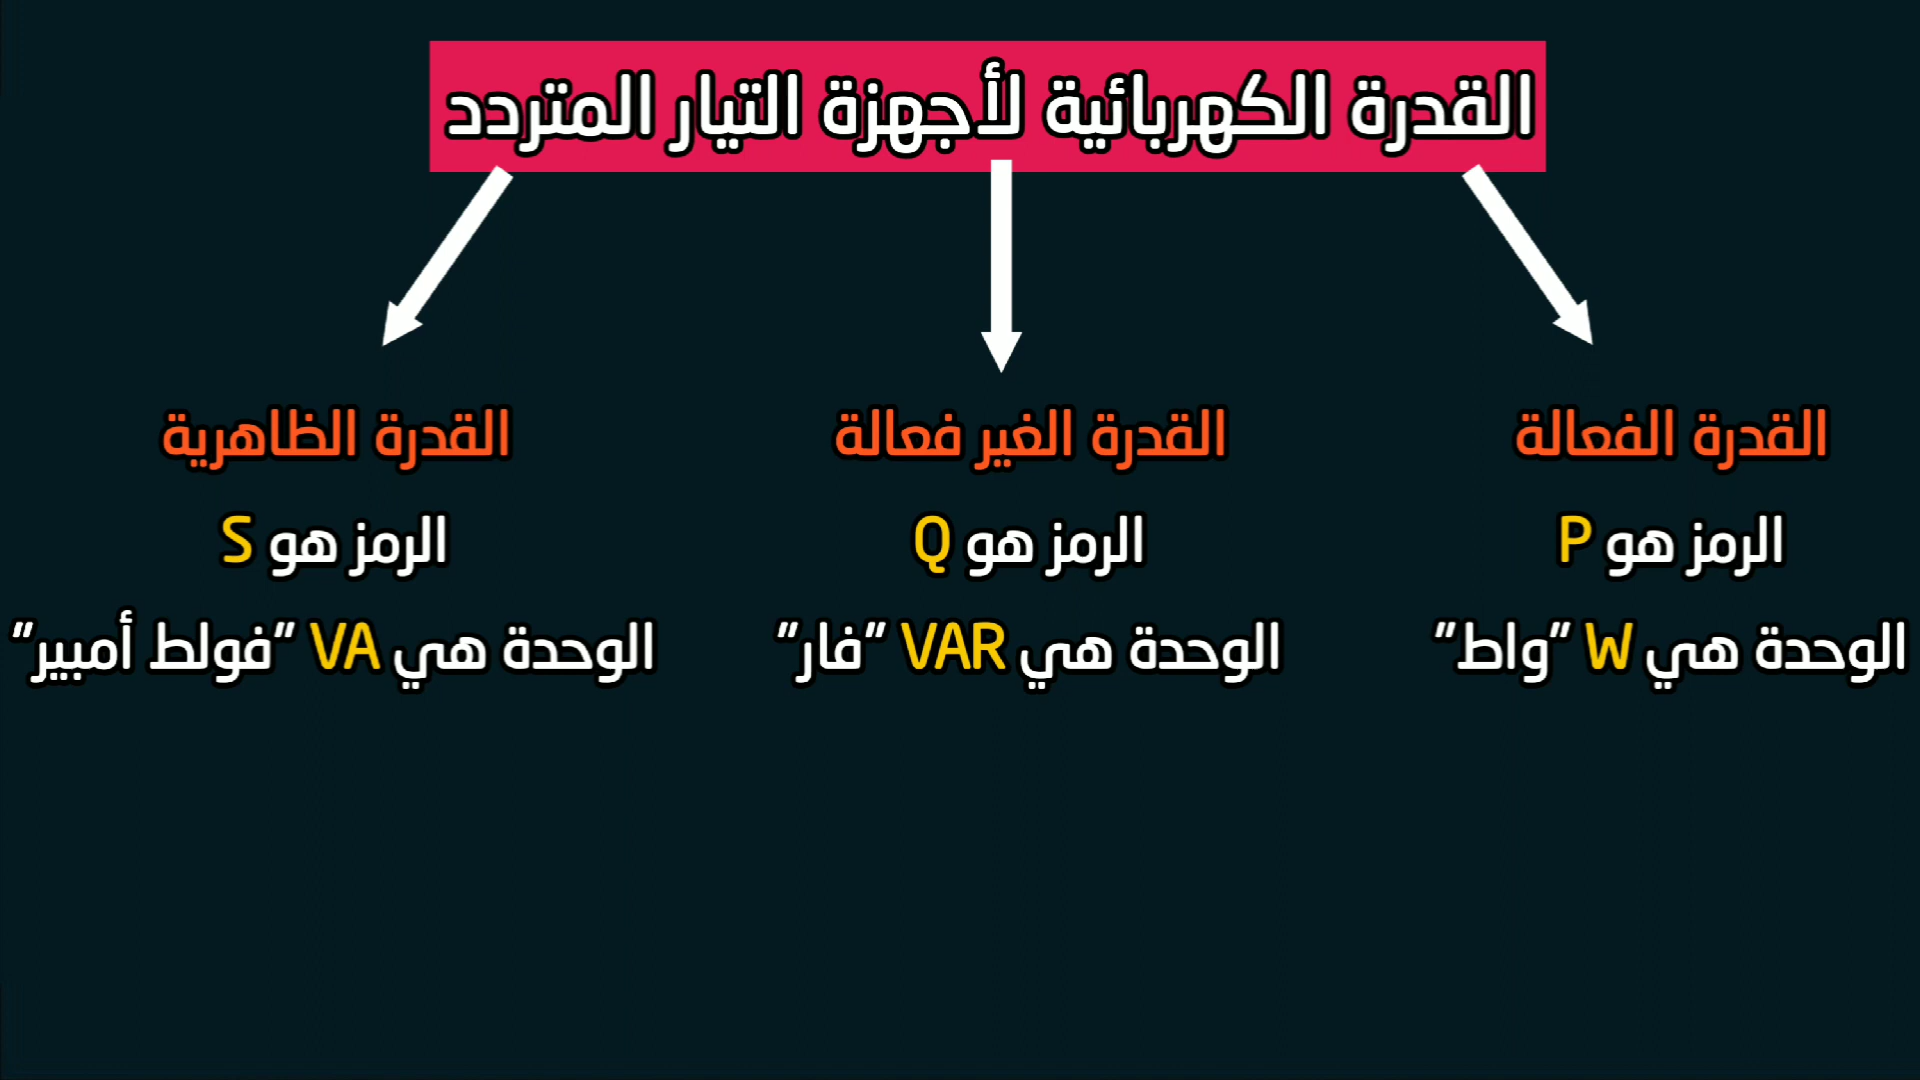 القدرة الكهربائية لأجهزة التيار المتردد
القدرة الفعالة
الرمز هو P
الوحدة هي W "واط"
القدرة الغير فعالة
الرمز هو Q
الوحدة هي VAR "فار"
القدرة الظاهرية
الرمز هو S
الوحدة هي VA "فولط أمبير"